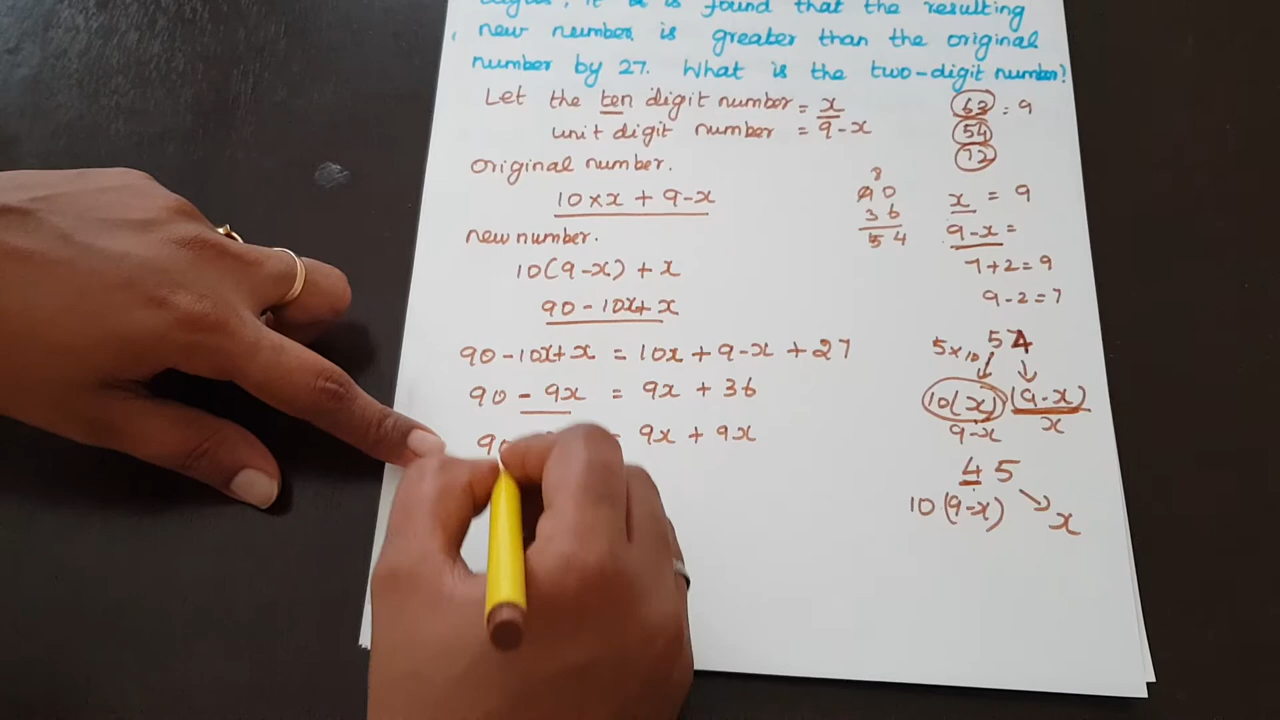 is found that the resulting
new number is greater than the original
number by 27. What is the two-digit number?
Let the ten digit number = x
unit digit number = 9-x
original number.
10×x + 9-x
new number.
10(9-x) + x
90 - 10x+x
90-10x+x = 10x+9-x +27
90 - 9x = 9x + 36
= 9x + 9x
8
90
36
54
63 = 9
54
72
x = 9
9-x =
7+2=9
9-2=7
54
5×10
10(x) (9-x)
9-x x
45
10(9-x) x